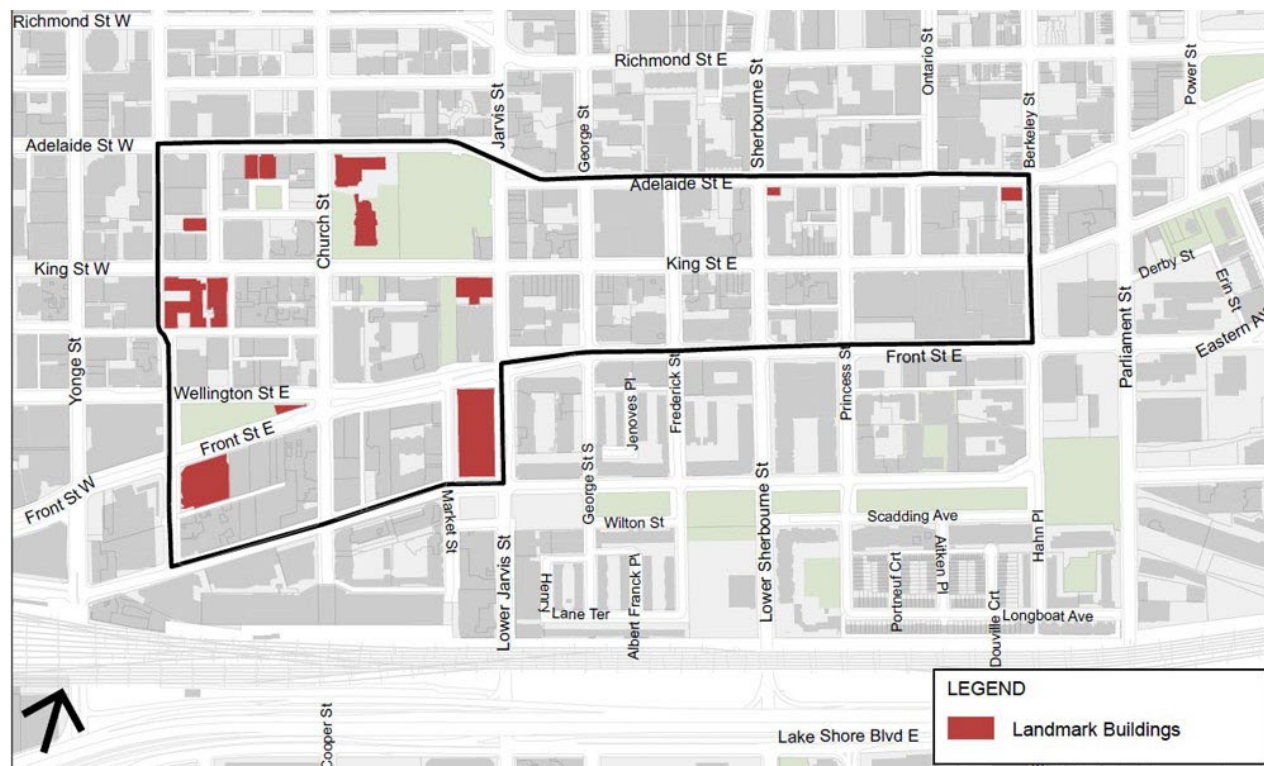 Richmond St W
Richmond St E
Ontario St
Power St
Jarvis St
George St
Sherbourne St
Berkeley St
Adelaide St W
Adelaide St E
Church St
King St W
King St E
Derby St
Erin St
Parliament St
Eastern Av
Yonge St
Wellington St E
Front St E
Front St E
Frederick St
Princess St
Jenoves Pl
Front St W
Market St
George St S
Wilton St
Lower Sherbourne St
Scadding Ave
Hahn Pl
Lower Jarvis St
Henry
Lane Ter
Albert Franck Pl
Portneuf Crt
Aitken Pl
Douville Crt
Longboat Ave
Cooper St
Lake Shore Blvd E
LEGEND
Landmark Buildings